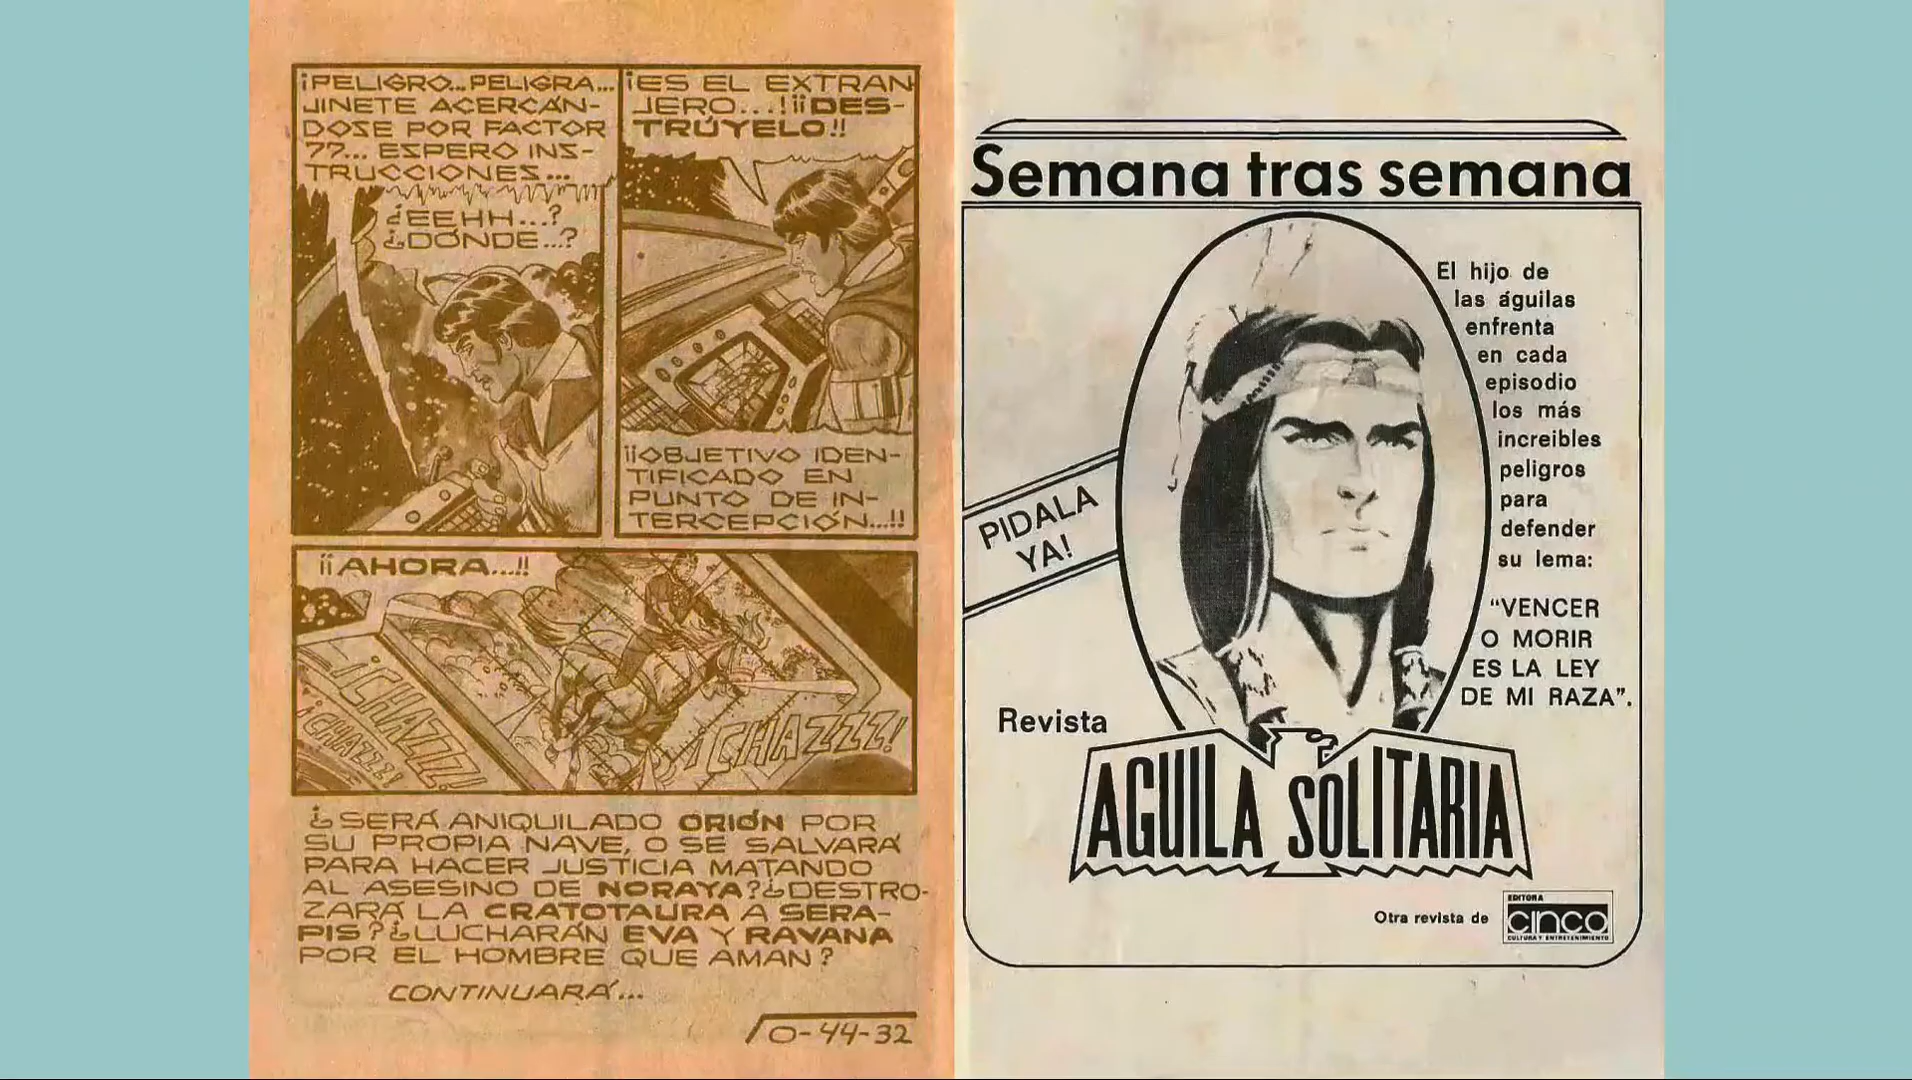 ¡PELIGRO...PELIGRA...
JINETE ACERCÁN-
DOSE POR FACTOR
77... ESPERO INS-
TRUCCIONES...
¿EEHH...?
¿DÓNDE...?
¡ES EL EXTRAN
JERO...!¡¡DES-
TRÚYELO!!
¡¡OBJETIVO IDEN-
TIFICADO EN
PUNTO DE IN-
TERCEPCIÓN...!!
¡¡AHORA...!!
¡CHAZZZ!
¡CHAZZZ!
¡CHAZZZ!
¿SERÁ ANIQUILADO ORIÓN POR
SU PROPIA NAVE, O SE SALVARÁ
PARA HACER JUSTICIA MATANDO
AL ASESINO DE NORAYA?¿DESTRO-
ZARÁ LA CRATOTAURA A SERA-
PIS?¿LUCHARÁN EVA Y RAVANA
POR EL HOMBRE QUE AMAN?
CONTINUARÁ...
O-44-32
Semana tras semana
El hijo de
las águilas
enfrenta
en cada
episodio
los más
increibles
peligros
para
defender
su lema:
"VENCER
O MORIR
ES LA LEY
DE MI RAZA".
PIDALA
YA!
Revista
AGUILA SOLITARIA
Otra revista de
EDITORA
CINCO
CULTURA Y ENTRETENIMIENTO